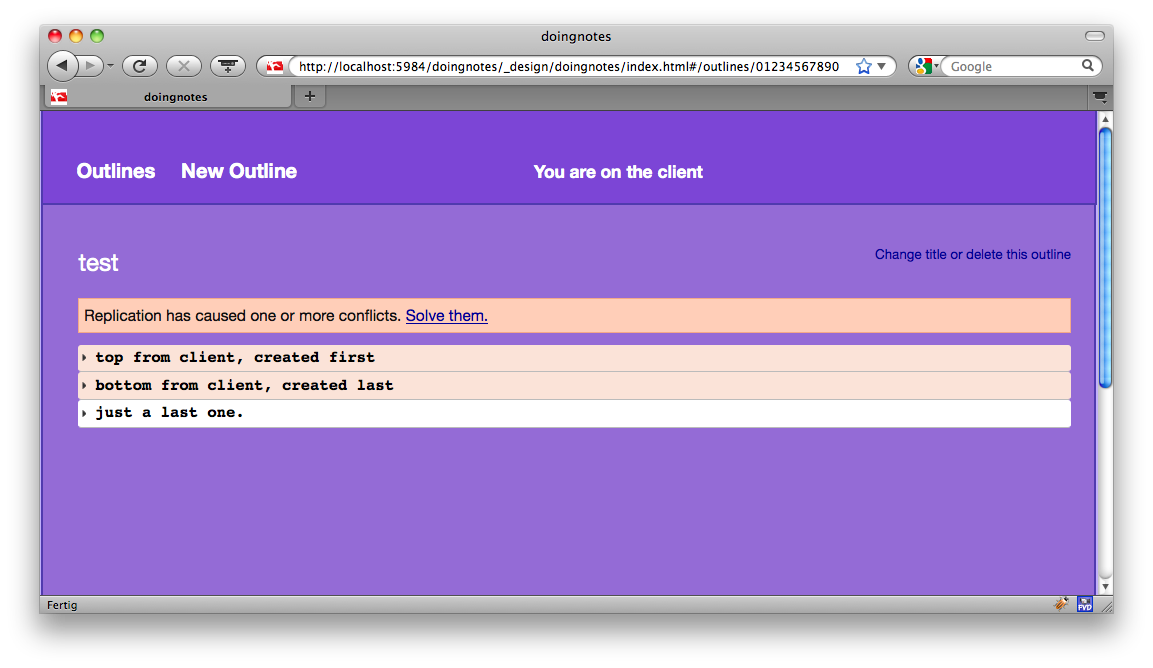 doingnotes
http://localhost:5984/doingnotes/_design/doingnotes/index.html#/outlines/01234567890
Google
doingnotes
Outlines New Outline You are on the client
test
Change title or delete this outline
Replication has caused one or more conflicts. Solve them.
top from client, created first
bottom from client, created last
just a last one.
Fertig
FVD